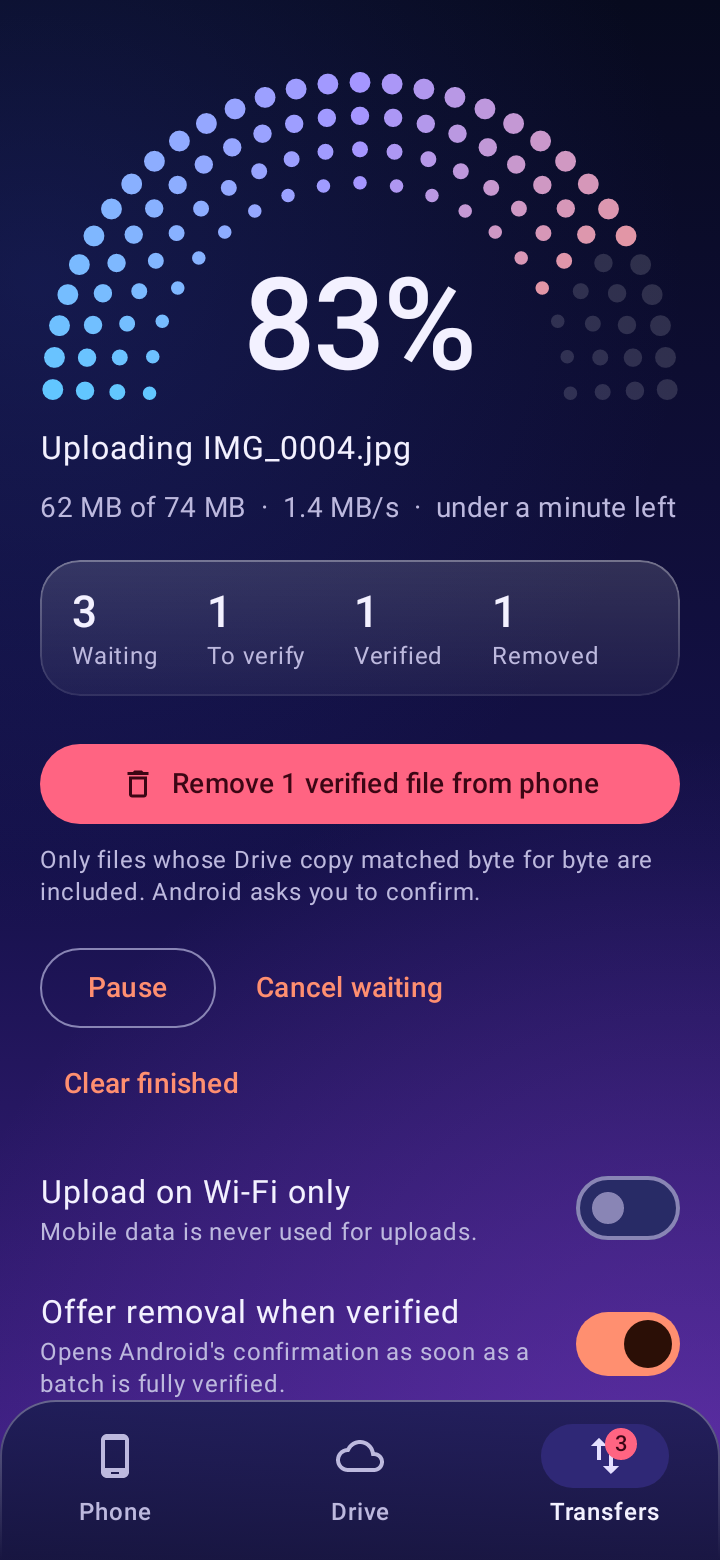 83%
Uploading IMG_0004.jpg
62 MB of 74 MB · 1.4 MB/s · under a minute left
3 1 1 1
Waiting To verify Verified Removed
Remove 1 verified file from phone
Only files whose Drive copy matched byte for byte are
included. Android asks you to confirm.
Pause Cancel waiting
Clear finished
Upload on Wi-Fi only
Mobile data is never used for uploads.
Offer removal when verified
Opens Android's confirmation as soon as a
batch is fully verified.
3
Phone Drive Transfers